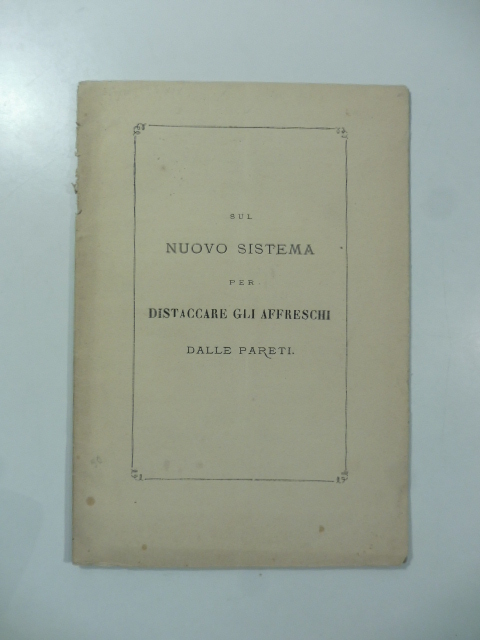 SUL
NUOVO SISTEMA
PER
DISTACCARE GLI AFFRESCHI
DALLE PARETI.